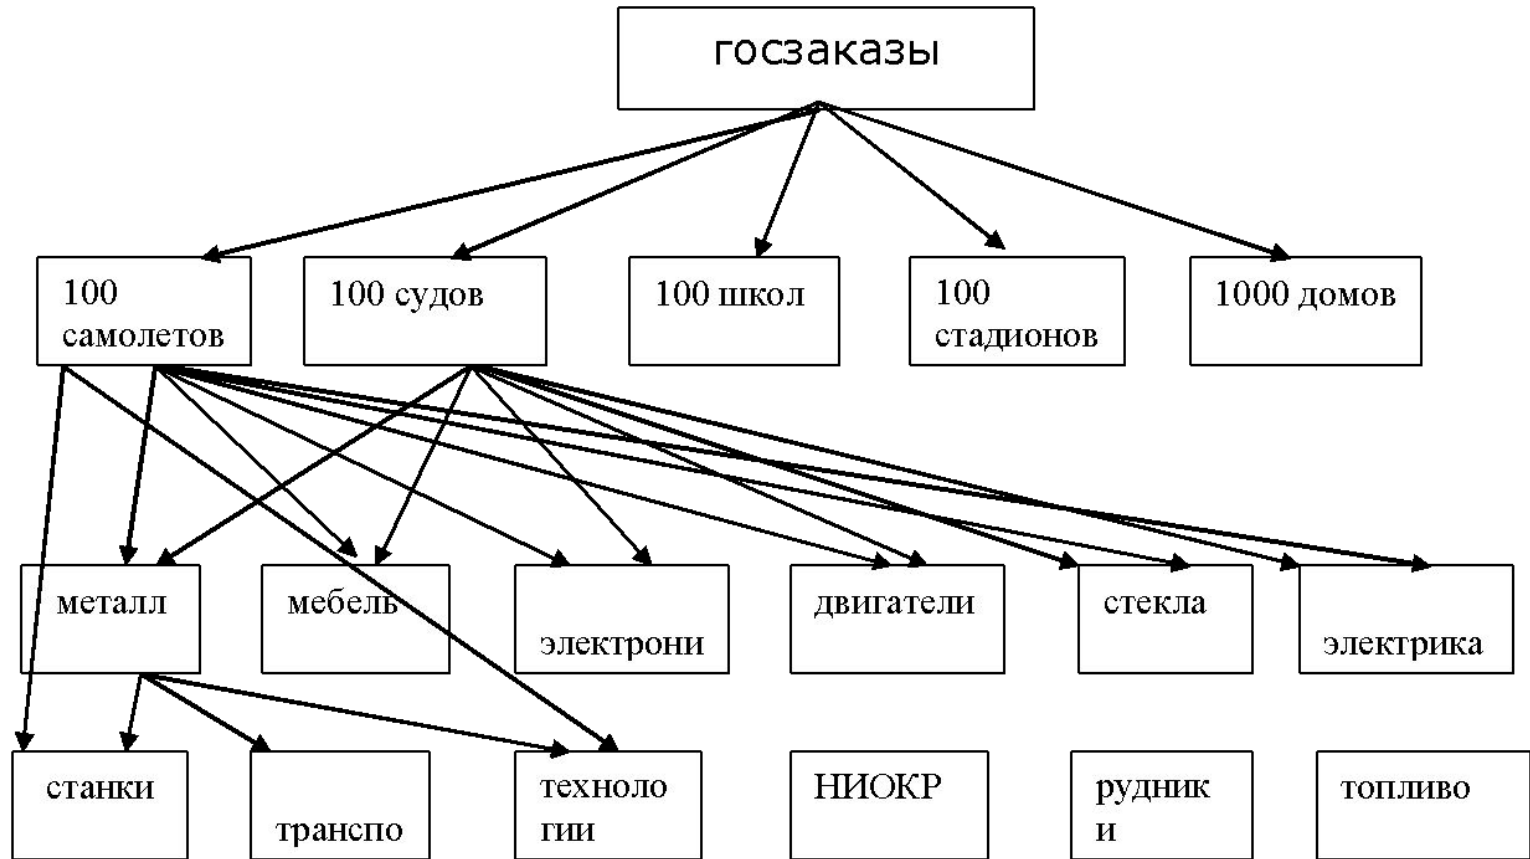 госзаказы
100
самолетов
100 судов
100 школ
100
стадионов
1000 домов
металл
мебель
электрони
двигатели
стекла
электрика
станки
транспо
техноло
гии
НИОКР
рудник
и
топливо